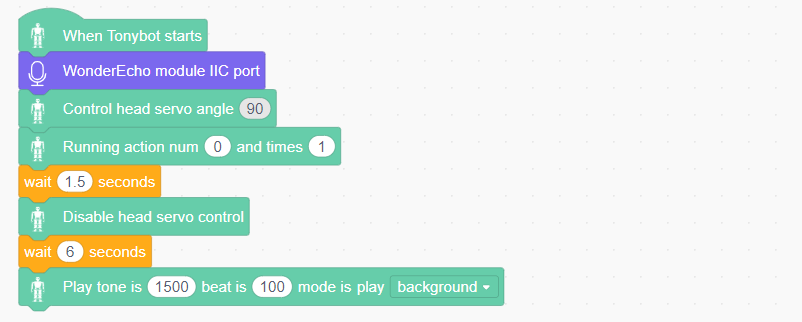 When Tonybot starts
WonderEcho module IIC port
Control head servo angle 90
Running action num 0 and times 1
wait 1.5 seconds
Disable head servo control
wait 6 seconds
Play tone is 1500 beat is 100 mode is play background